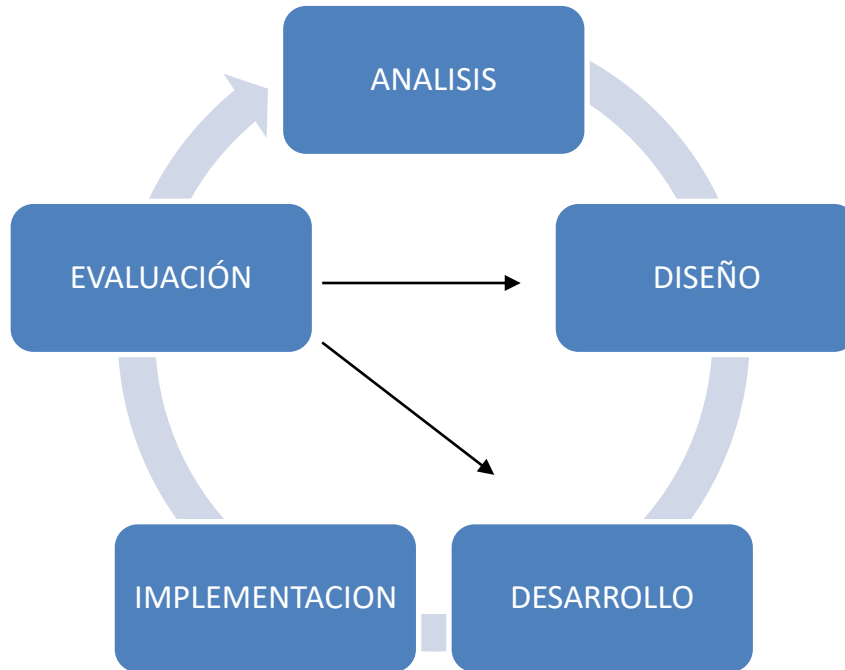 ANALISIS
EVALUACIÓN
DISEÑO
IMPLEMENTACION
DESARROLLO